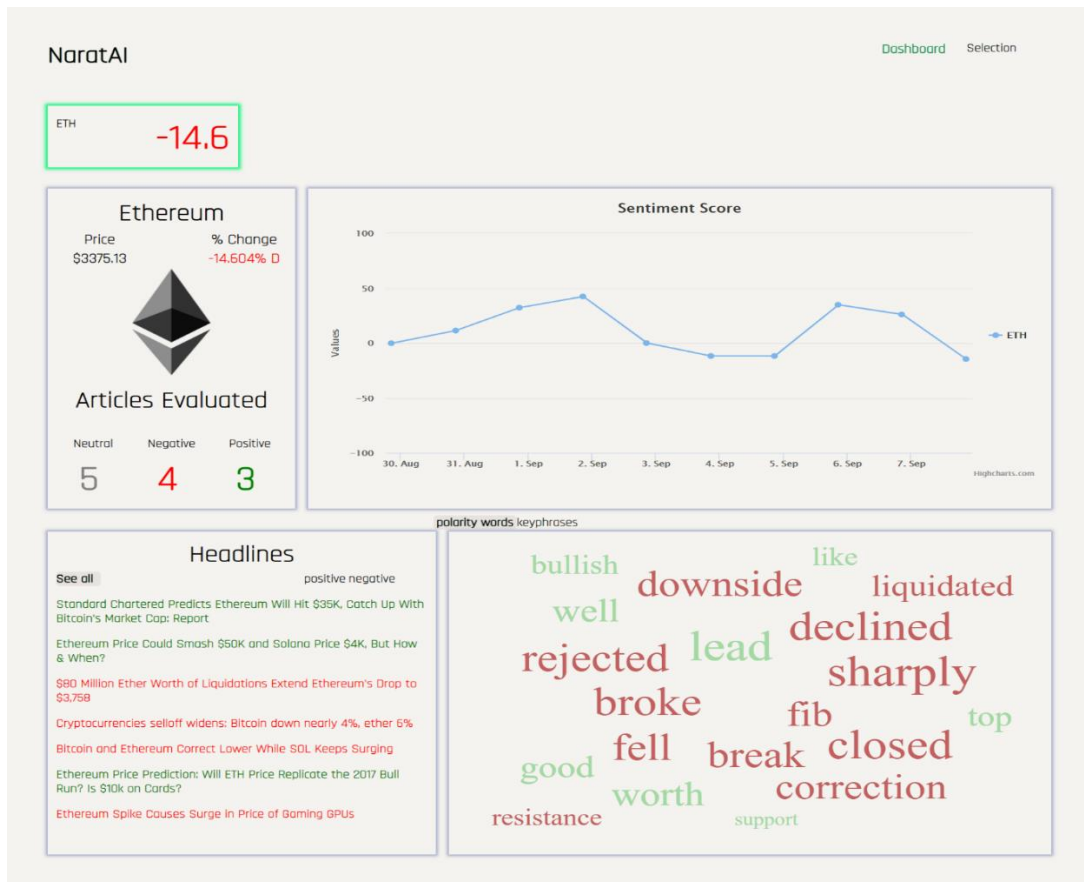 NaratAI
Dashboard Selection
ETH
-14.6
Ethereum
Price % Change
$3375.13 -14.604% D
Articles Evaluated
Neutral Negative Positive
5 4 3
Sentiment Score
100
50
0
-50
-100
Values
30. Aug 31. Aug 1. Sep 2. Sep 3. Sep 4. Sep 5. Sep 6. Sep 7. Sep
ETH
Highcharts.com
polarity words keyphrases
Headlines
See all positive negative
Standard Chartered Predicts Ethereum Will Hit $35K, Catch Up With
Bitcoin's Market Cap: Report
Ethereum Price Could Smash $50K and Solana Price $4K, But How
& When?
$80 Million Ether Worth of Liquidations Extend Ethereum's Drop to
$3,758
Cryptocurrencies selloff widens: Bitcoin down nearly 4%, ether 6%
Bitcoin and Ethereum Correct Lower While SOL Keeps Surging
Ethereum Price Prediction: Will ETH Price Replicate the 2017 Bull
Run? Is $10k on Cards?
Ethereum Spike Causes Surge in Price of Gaming GPUs
bullish like
downside liquidated
well
lead declined
rejected sharply
broke fib top
fell break closed
good
worth correction
resistance support